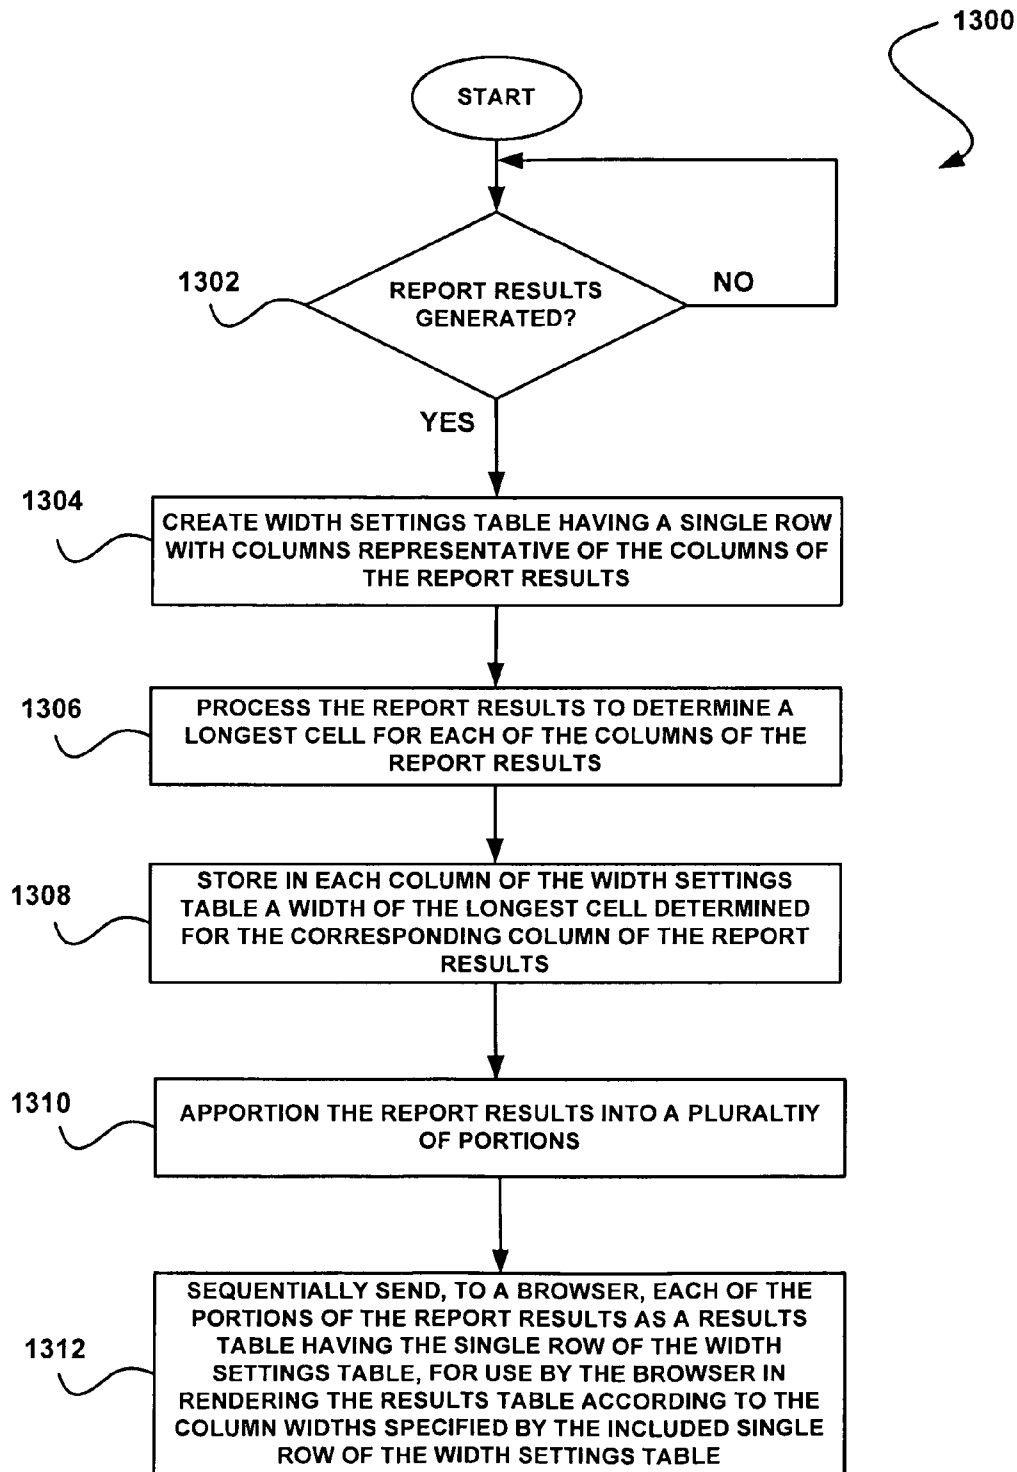 1300
START
1302
REPORT RESULTS
GENERATED?
NO
YES
1304
CREATE WIDTH SETTINGS TABLE HAVING A SINGLE ROW
WITH COLUMNS REPRESENTATIVE OF THE COLUMNS OF
THE REPORT RESULTS
1306
PROCESS THE REPORT RESULTS TO DETERMINE A
LONGEST CELL FOR EACH OF THE COLUMNS OF THE
REPORT RESULTS
1308
STORE IN EACH COLUMN OF THE WIDTH SETTINGS
TABLE A WIDTH OF THE LONGEST CELL DETERMINED
FOR THE CORRESPONDING COLUMN OF THE REPORT
RESULTS
1310
APPORTION THE REPORT RESULTS INTO A PLURALTIY
OF PORTIONS
1312
SEQUENTIALLY SEND, TO A BROWSER, EACH OF THE
PORTIONS OF THE REPORT RESULTS AS A RESULTS
TABLE HAVING THE SINGLE ROW OF THE WIDTH
SETTINGS TABLE, FOR USE BY THE BROWSER IN
RENDERING THE RESULTS TABLE ACCORDING TO THE
COLUMN WIDTHS SPECIFIED BY THE INCLUDED SINGLE
ROW OF THE WIDTH SETTINGS TABLE